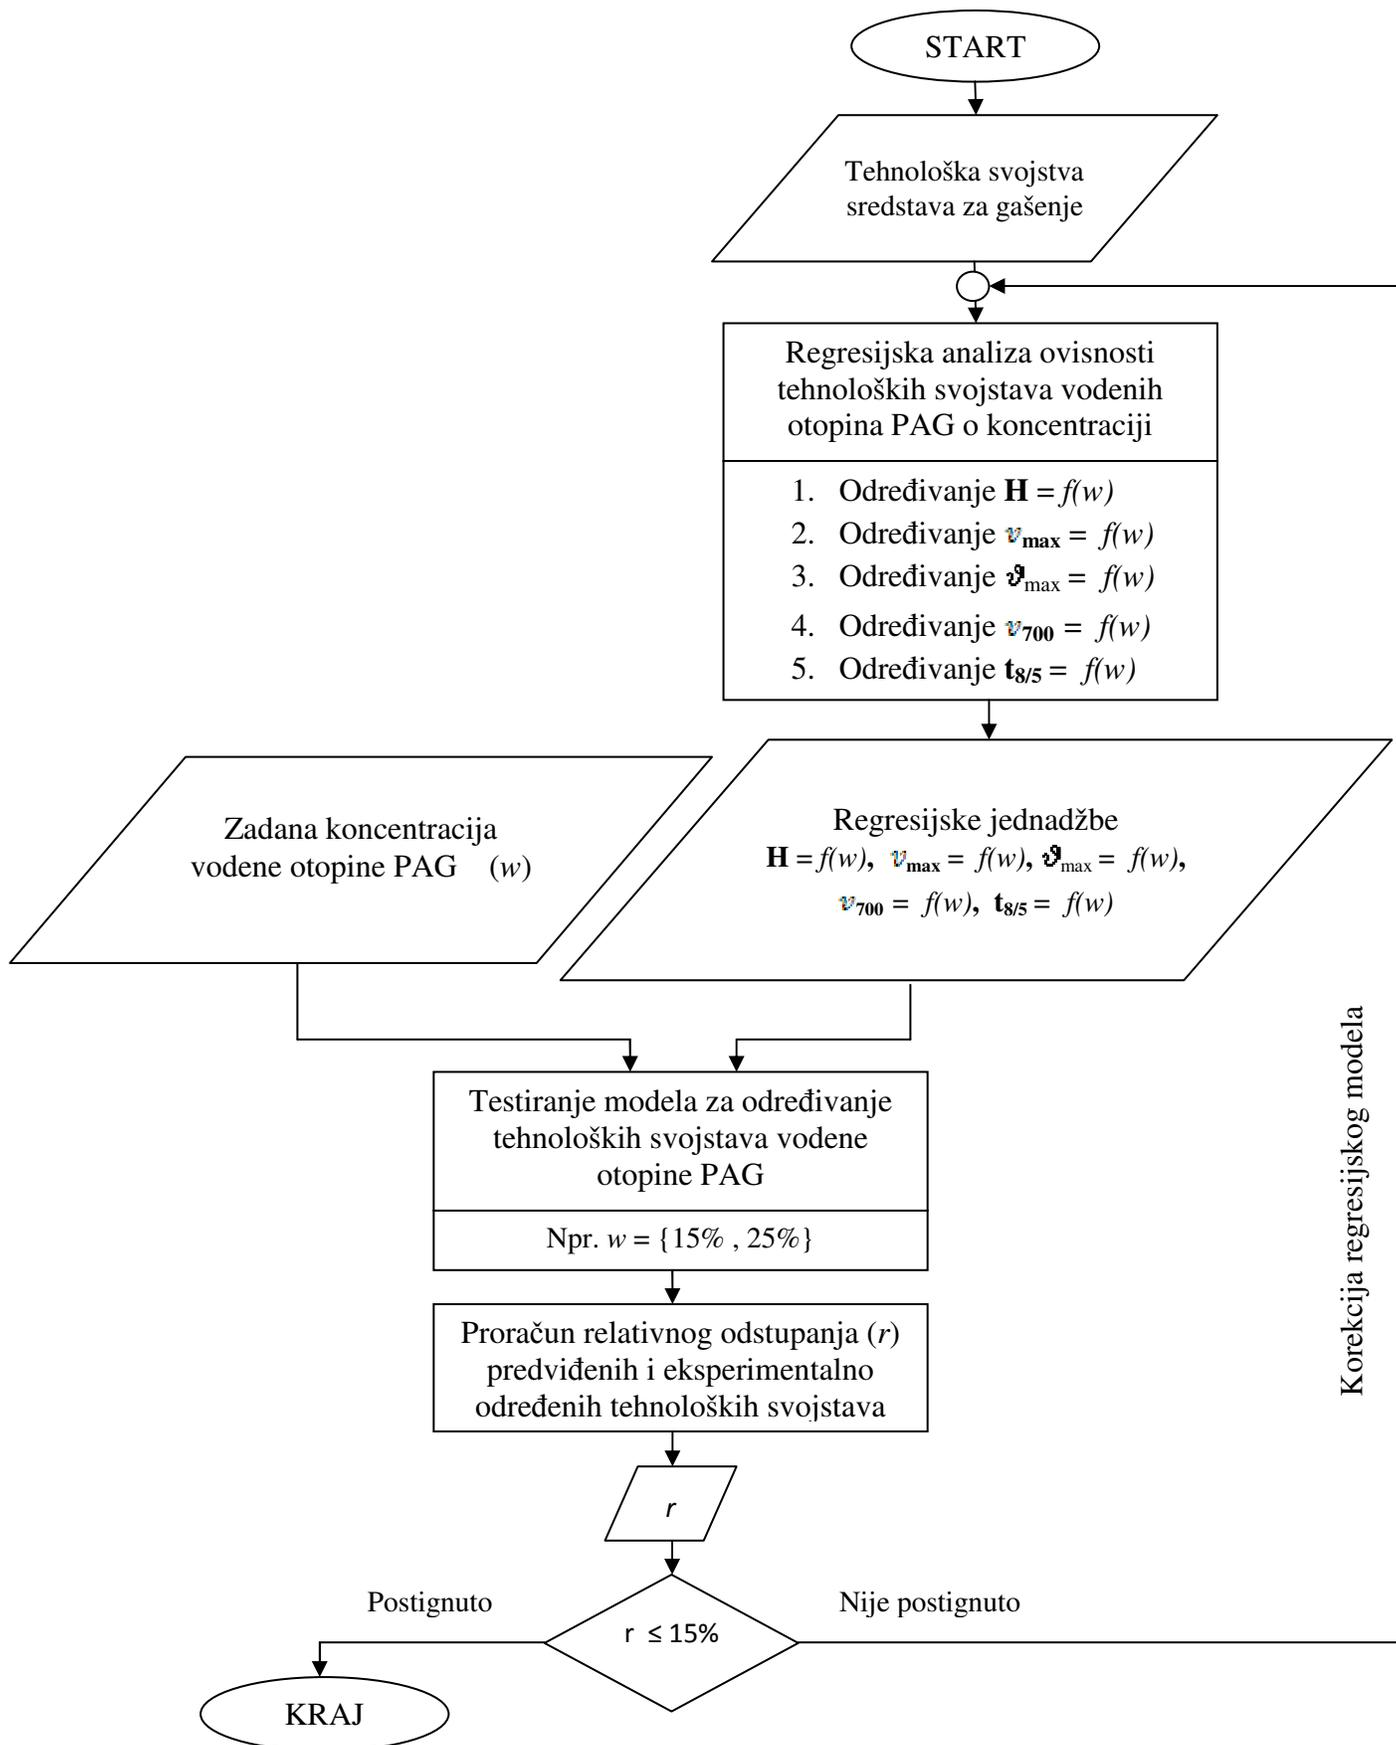 START
Tehnološka svojstva
sredstava za gašenje
Regresijska analiza ovisnosti
tehnoloških svojstava vodenih
otopina PAG o koncentraciji
1. Određivanje H = f(w)
2. Određivanje v_max = f(w)
3. Određivanje ϑ_max = f(w)
4. Određivanje v_700 = f(w)
5. Određivanje t_8/5 = f(w)
Zadana koncentracija
vodene otopine PAG (w)
Regresijske jednadžbe
H = f(w), v_max = f(w), ϑ_max = f(w),
v_700 = f(w), t_8/5 = f(w)
Testiranje modela za određivanje
tehnoloških svojstava vodene
otopine PAG
Npr. w = {15% , 25%}
Proračun relativnog odstupanja (r)
predviđenih i eksperimentalno
određenih tehnoloških svojstava
r
Postignuto
r ≤ 15%
Nije postignuto
Korekcija regresijskog modela
KRAJ